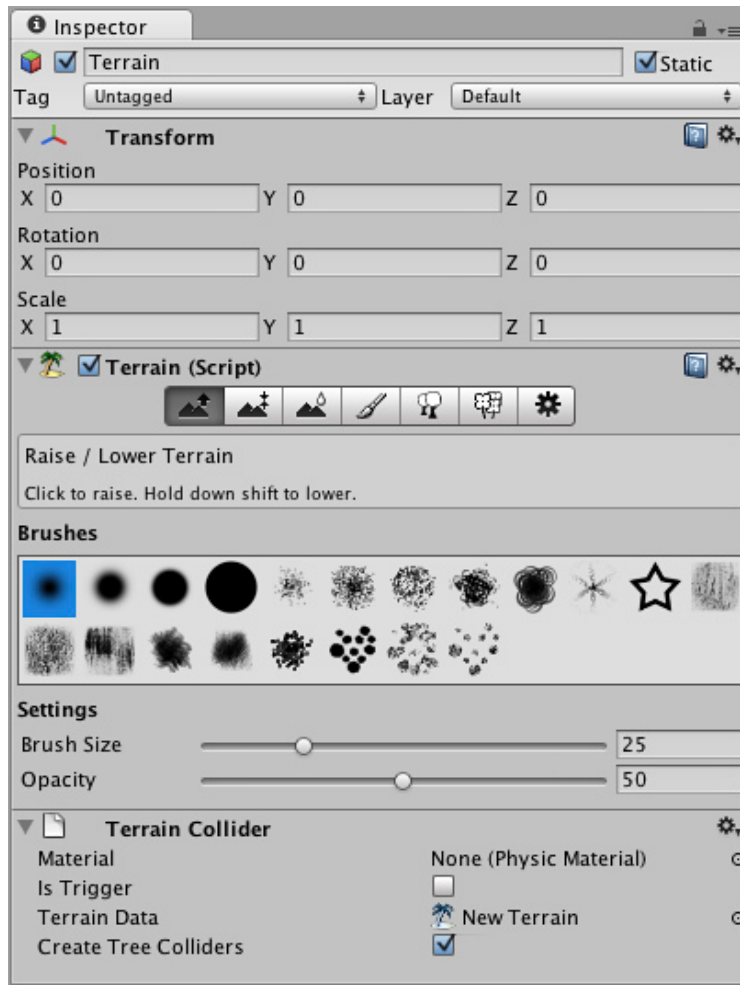 Inspector
Terrain Static
Tag Untagged Layer Default
Transform
Position
X 0 Y 0 Z 0
Rotation
X 0 Y 0 Z 0
Scale
X 1 Y 1 Z 1
Terrain (Script)
Raise / Lower Terrain
Click to raise. Hold down shift to lower.
Brushes
Settings
Brush Size 25
Opacity 50
Terrain Collider
Material None (Physic Material)
Is Trigger
Terrain Data New Terrain
Create Tree Colliders